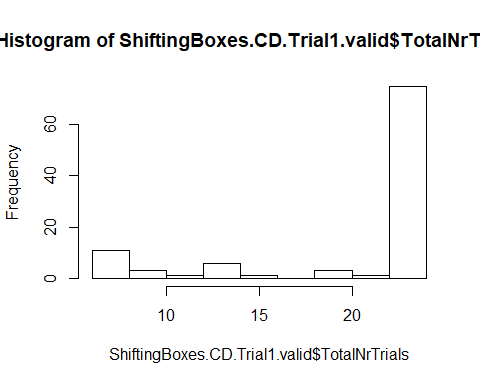 Histogram of ShiftingBoxes.CD.Trial1.valid$TotalNrT
Frequency
60
40
20
0
10 15 20
ShiftingBoxes.CD.Trial1.valid$TotalNrTrials